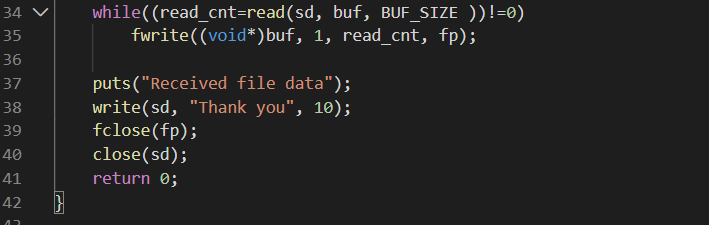 34 while((read_cnt=read(sd, buf, BUF_SIZE ))!=0)
35 fwrite((void*)buf, 1, read_cnt, fp);
36
37 puts("Received file data");
38 write(sd, "Thank you", 10);
39 fclose(fp);
40 close(sd);
41 return 0;
42 }